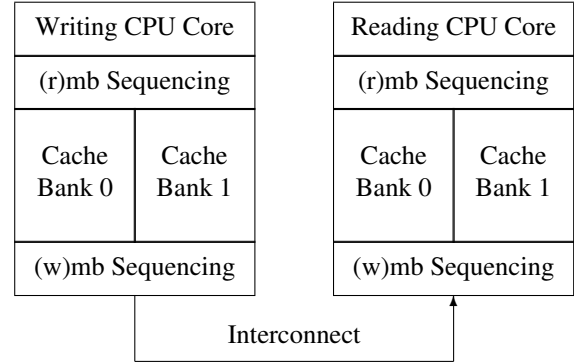 Writing CPU Core
Reading CPU Core
(r)mb Sequencing
(r)mb Sequencing
Cache
Bank 0
Cache
Bank 1
Cache
Bank 0
Cache
Bank 1
(w)mb Sequencing
(w)mb Sequencing
Interconnect